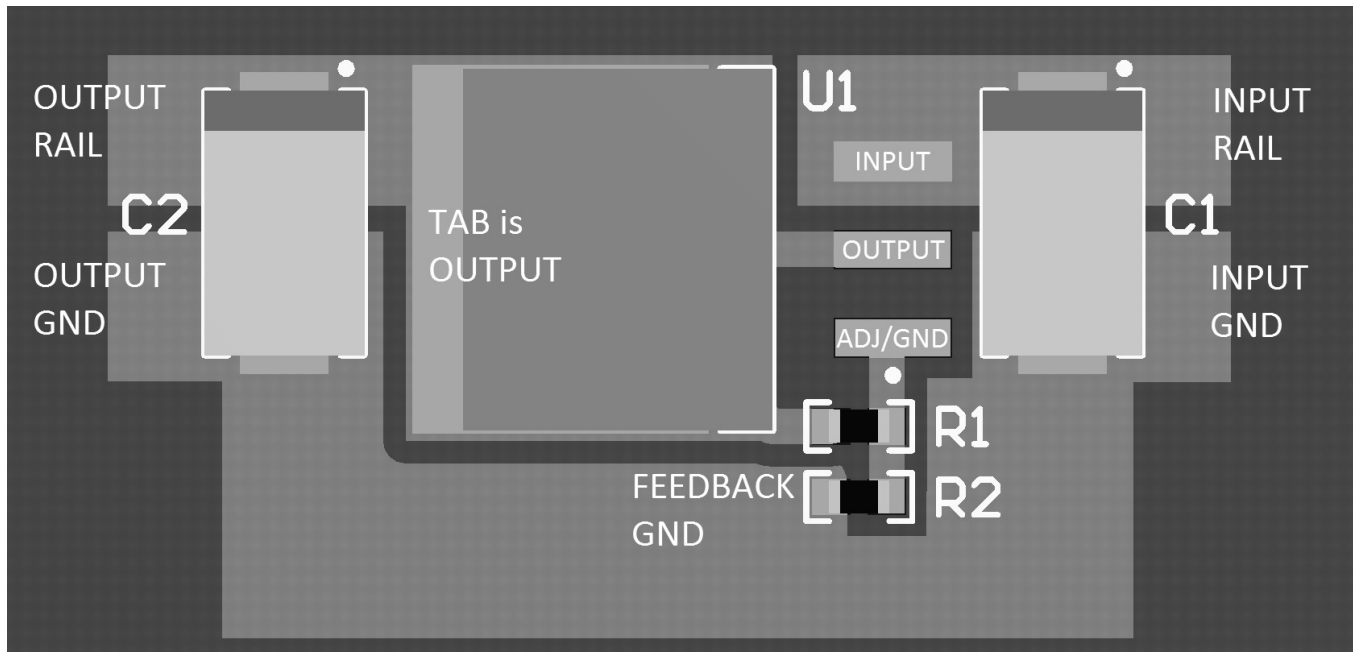 OUTPUT
RAIL
C2
OUTPUT
GND
TAB is
OUTPUT
U1
INPUT
OUTPUT
ADJ/GND
INPUT
RAIL
C1
INPUT
GND
R1
FEEDBACK
GND
R2